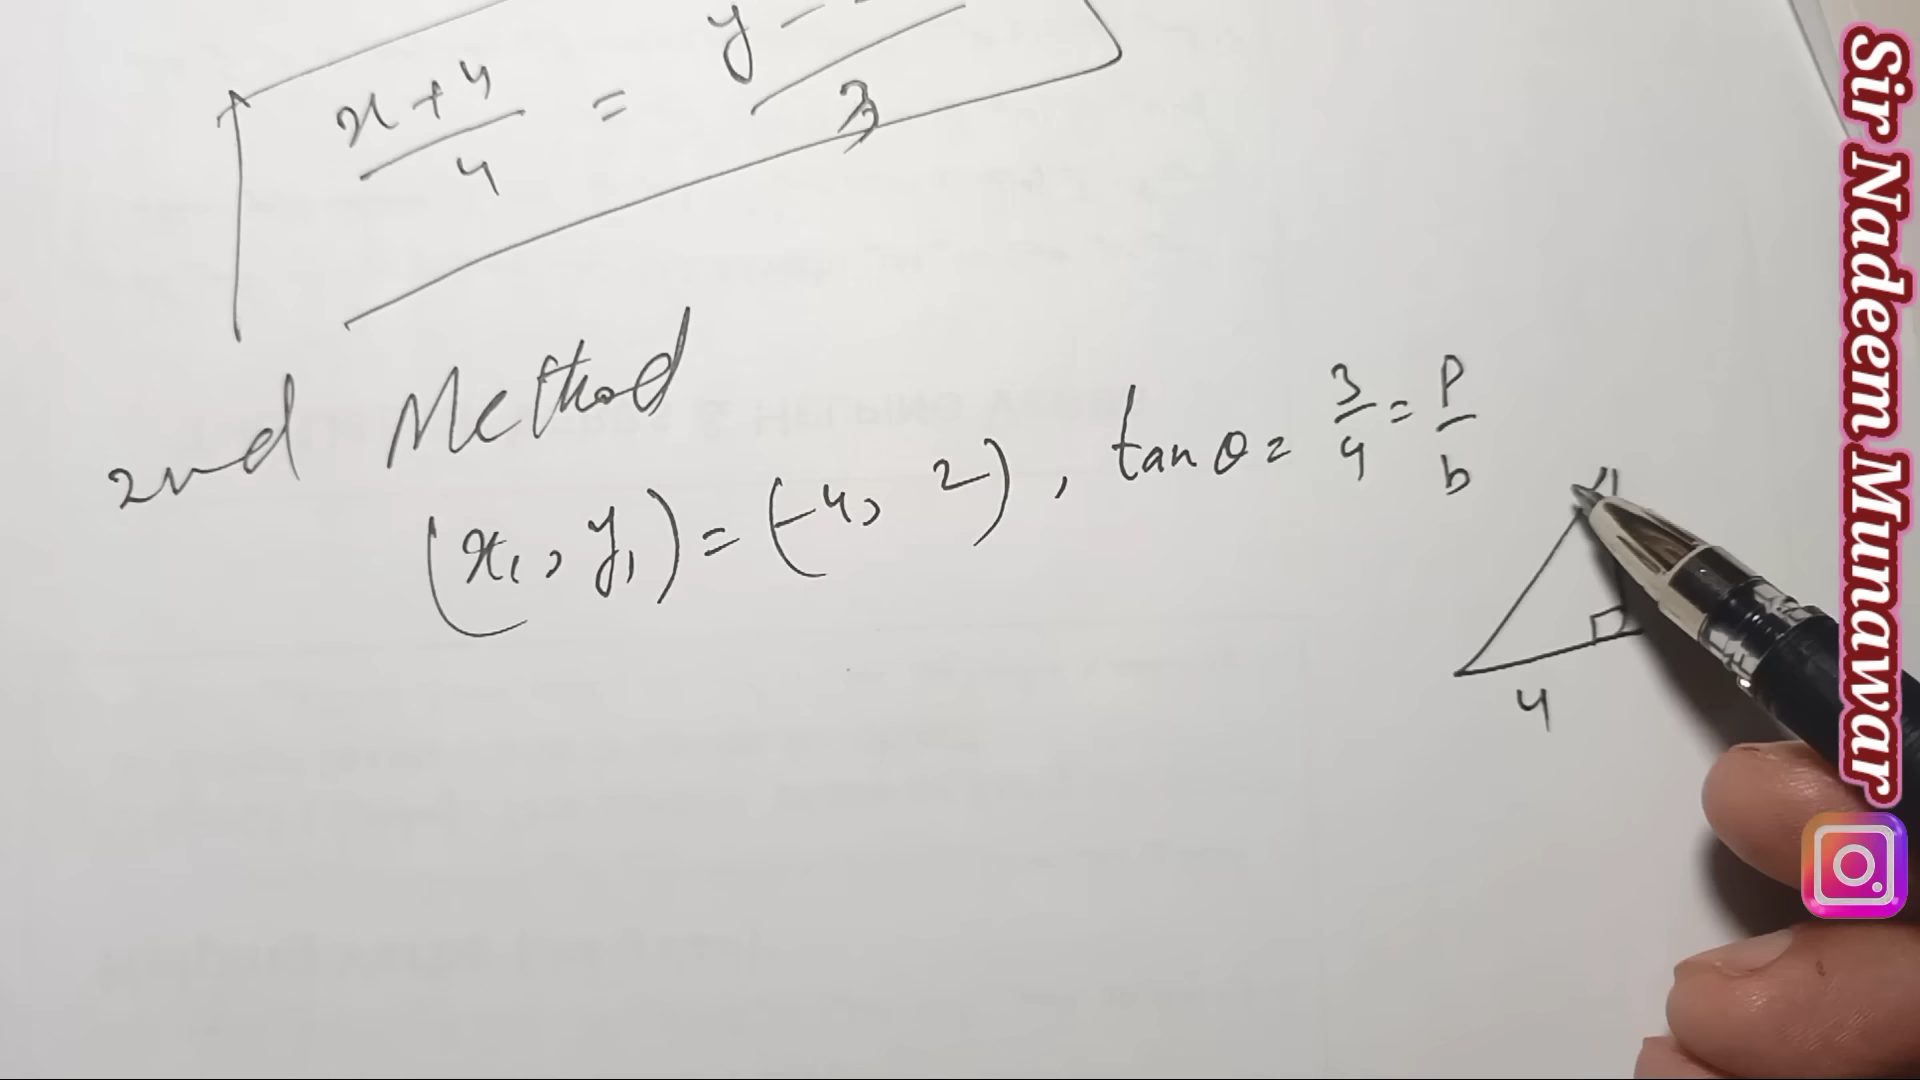 x+4/4 = y-/3
2nd Method
(x₁, y₁) = (-4, 2), tan θ = 3/4 = P/b
4
Sir Nadeem Munawar